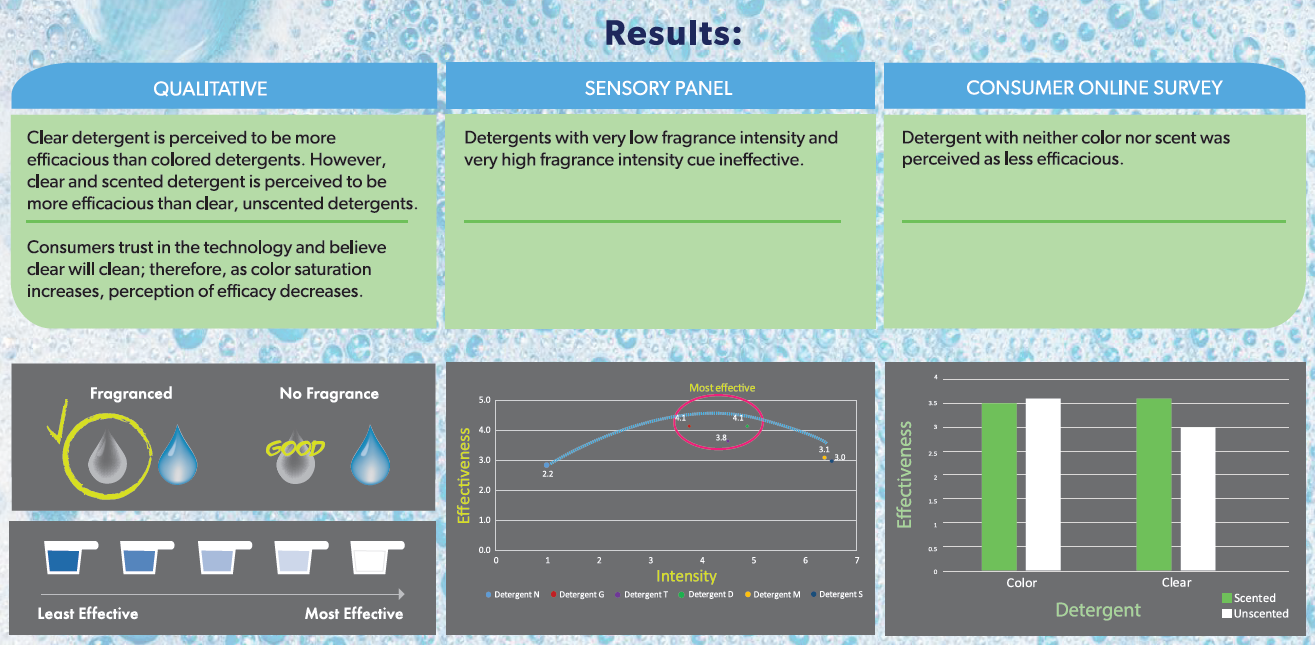 Results:
QUALITATIVE
Clear detergent is perceived to be more
efficacious than colored detergents. However,
clear and scented detergent is perceived to be
more efficacious than clear, unscented detergents.
Consumers trust in the technology and believe
clear will clean; therefore, as color saturation
increases, perception of efficacy decreases.
SENSORY PANEL
Detergents with very low fragrance intensity and
very high fragrance intensity cue ineffective.
CONSUMER ONLINE SURVEY
Detergent with neither color nor scent was
perceived as less efficacious.
Fragranced No Fragrance
GOOD
Least Effective Most Effective
Most effective
5.0
4.0
3.0
2.0
1.0
0.0
Effectiveness
2.2
4.1
3.8
4.1
3.1
3.0
0 1 2 3 4 5 6 7
Intensity
Detergent N Detergent G Detergent T Detergent D Detergent M Detergent S
4
3.5
3
2.5
2
1.5
1
0.5
0
Effectiveness
Color Clear
Detergent
Scented
Unscented